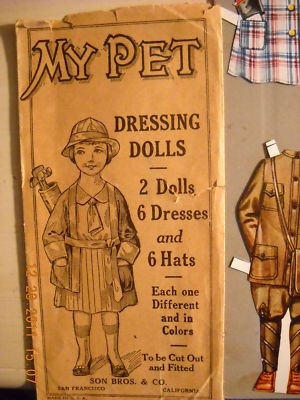 MY PET
DRESSING
DOLLS
2 Dolls
6 Dresses
and
6 Hats
Each one
Different
and in
Colors
To be Cut Out
and Fitted
SON BROS. & CO.
SAN FRANCISCO CALIFORNIA